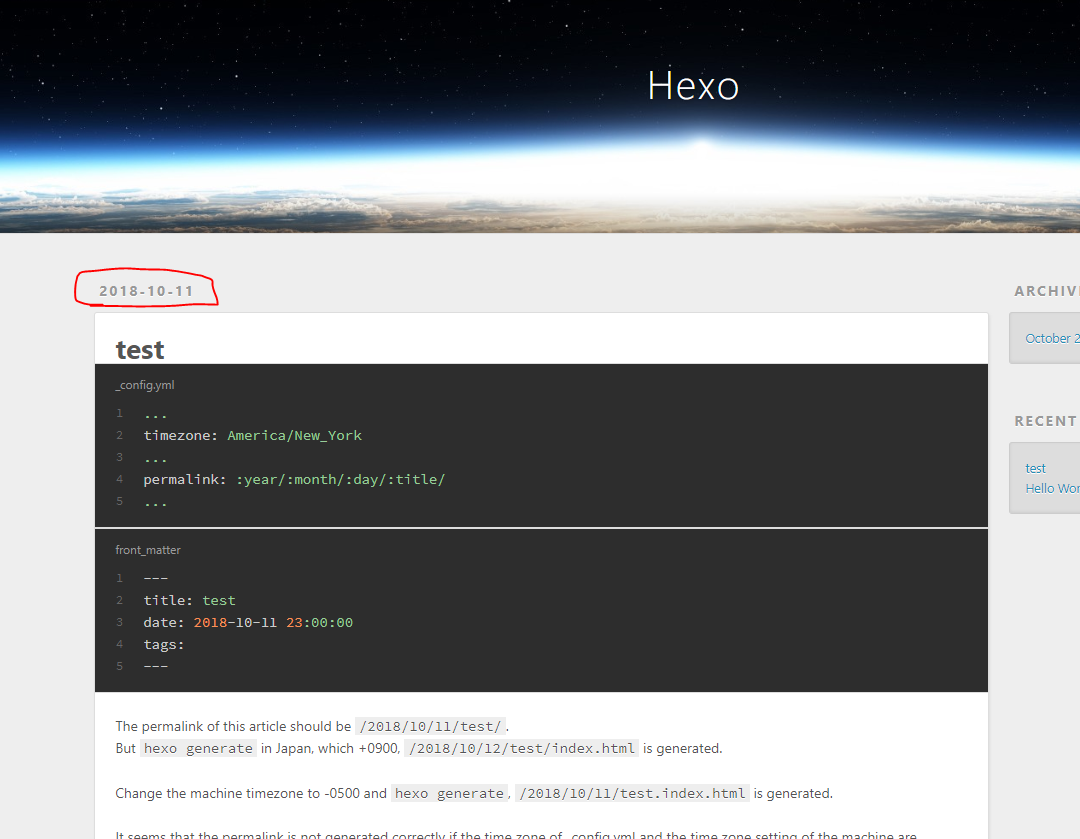 Hexo
2018-10-11
test
_config.yml
1 ...
2 timezone: America/New_York
3 ...
4 permalink: :year/:month/:day/:title/
5 ...
front_matter
1 ---
2 title: test
3 date: 2018-10-11 23:00:00
4 tags:
5 ---
The permalink of this article should be /2018/10/11/test/.
But hexo generate in Japan, which +0900, /2018/10/12/test/index.html is generated.
Change the machine timezone to -0500 and hexo generate, /2018/10/11/test.index.html is generated.
It seems that the permalink is not generated correctly if the time zone of _config.yml and the time zone setting of the machine are
ARCHIV
October 2
RECENT
test
Hello Wor